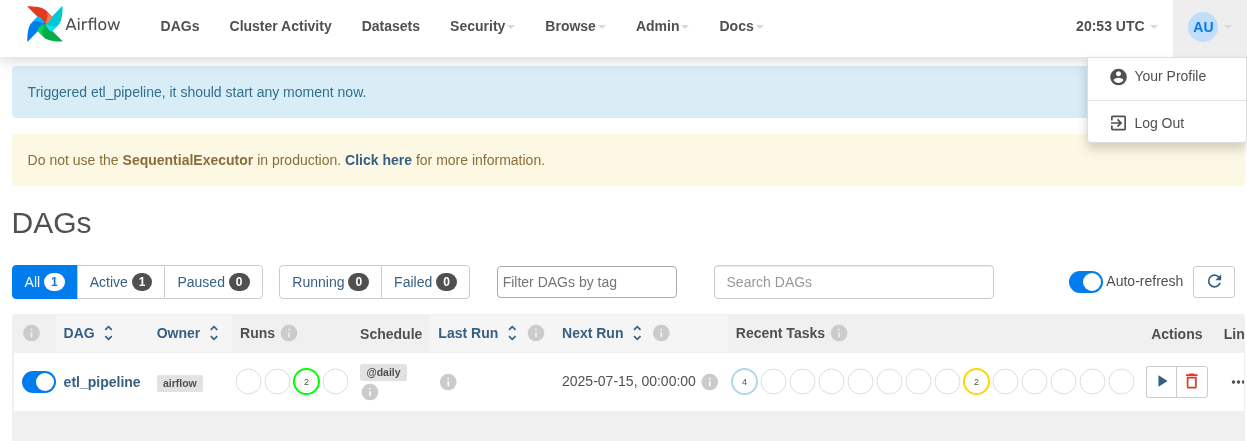 Airflow DAGs Cluster Activity Datasets Security Browse Admin Docs 20:53 UTC AU
Your Profile
Log Out
Triggered etl_pipeline, it should start any moment now.
Do not use the SequentialExecutor in production. Click here for more information.
DAGs
All 1 Active 1 Paused 0 Running 0 Failed 0 Filter DAGs by tag Search DAGs Auto-refresh
DAG Owner Runs Schedule Last Run Next Run Recent Tasks Actions Lin
etl_pipeline airflow 2 @daily 2025-07-15, 00:00:00 4 2